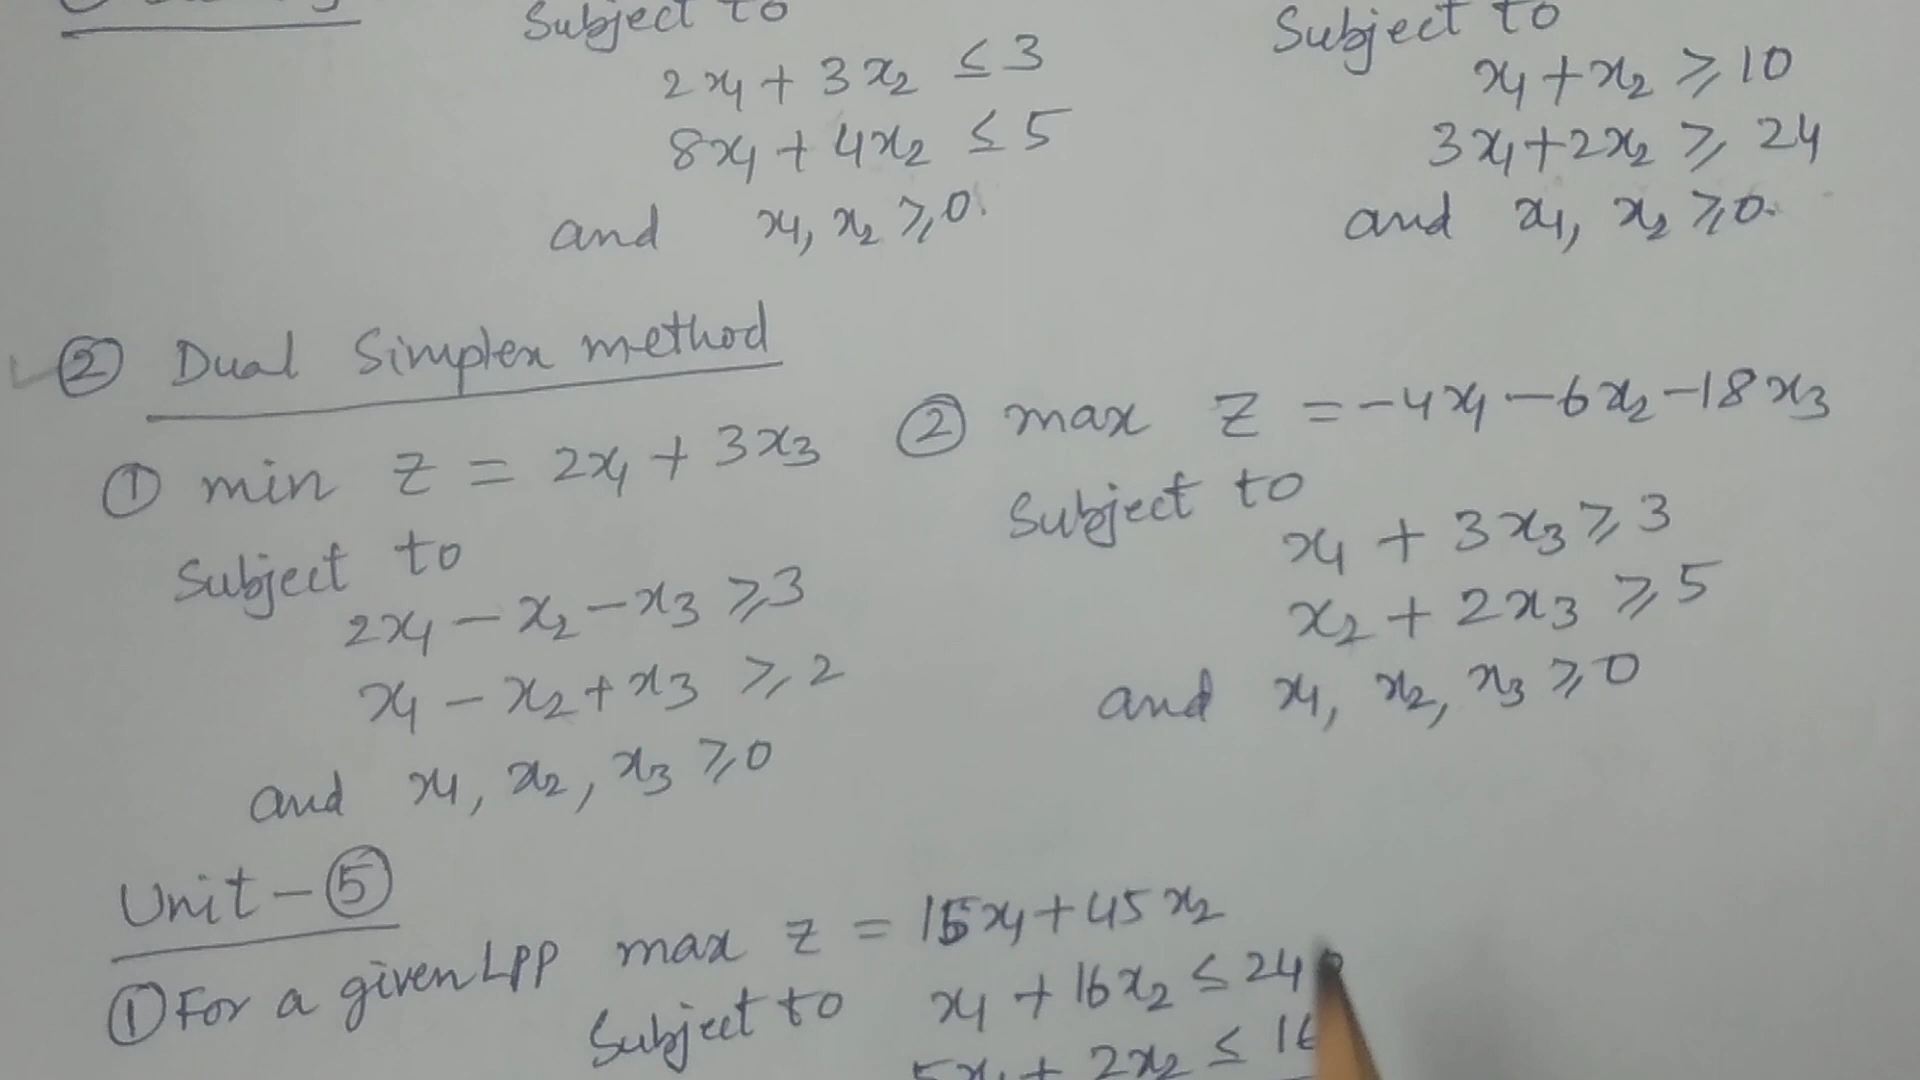 Subject to
2x₁ + 3x₂ ≤ 3
8x₁ + 4x₂ ≤ 5
and x₁, x₂ ≥ 0.
Subject to
x₁ + x₂ ≥ 10
3x₁ + 2x₂ ≥ 24
and x₁, x₂ ≥ 0.
② Dual Simplex method
① min z = 2x₁ + 3x₃
Subject to
2x₁ - x₂ - x₃ ≥ 3
x₁ - x₂ + x₃ ≥ 2
and x₁, x₂, x₃ ≥ 0
② max z = -4x₁ - 6x₂ - 18x₃
Subject to
x₁ + 3x₃ ≥ 3
x₂ + 2x₃ ≥ 5
and x₁, x₂, x₃ ≥ 0
Unit - ⑤
① For a given LPP max z = 15x₁ + 45x₂
Subject to x₁ + 16x₂ ≤ 24
5x₁ + 2x₂ ≤ 16